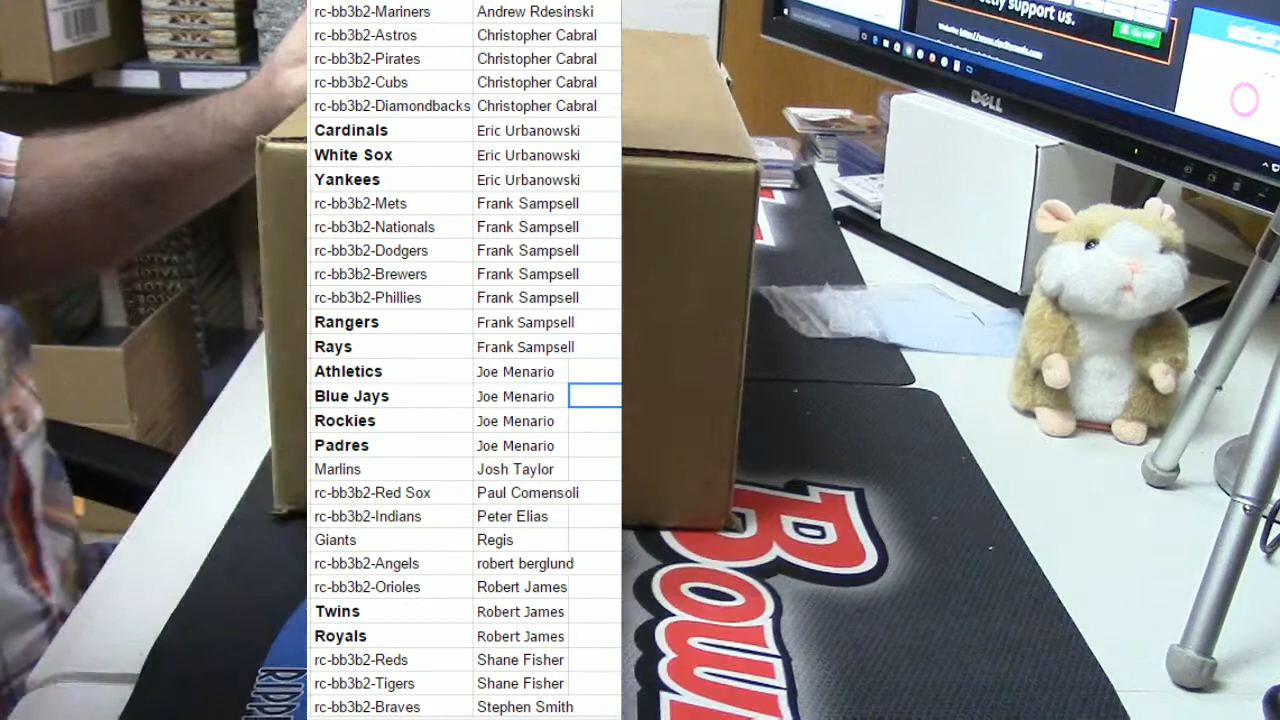 rc-bb3b2-Mariners Andrew Rdesinski
rc-bb3b2-Astros Christopher Cabral
rc-bb3b2-Pirates Christopher Cabral
rc-bb3b2-Cubs Christopher Cabral
rc-bb3b2-Diamondbacks Christopher Cabral
Cardinals Eric Urbanowski
White Sox Eric Urbanowski
Yankees Eric Urbanowski
rc-bb3b2-Mets Frank Sampsell
rc-bb3b2-Nationals Frank Sampsell
rc-bb3b2-Dodgers Frank Sampsell
rc-bb3b2-Brewers Frank Sampsell
rc-bb3b2-Phillies Frank Sampsell
Rangers Frank Sampsell
Rays Frank Sampsell
Athletics Joe Menario
Blue Jays Joe Menario
Rockies Joe Menario
Padres Joe Menario
Marlins Josh Taylor
rc-bb3b2-Red Sox Paul Comensoli
rc-bb3b2-Indians Peter Elias
Giants Regis
rc-bb3b2-Angels robert berglund
rc-bb3b2-Orioles Robert James
Twins Robert James
Royals Robert James
rc-bb3b2-Reds Shane Fisher
rc-bb3b2-Tigers Shane Fisher
rc-bb3b2-Braves Stephen Smith
support us.
DELL
Bow
RIPP